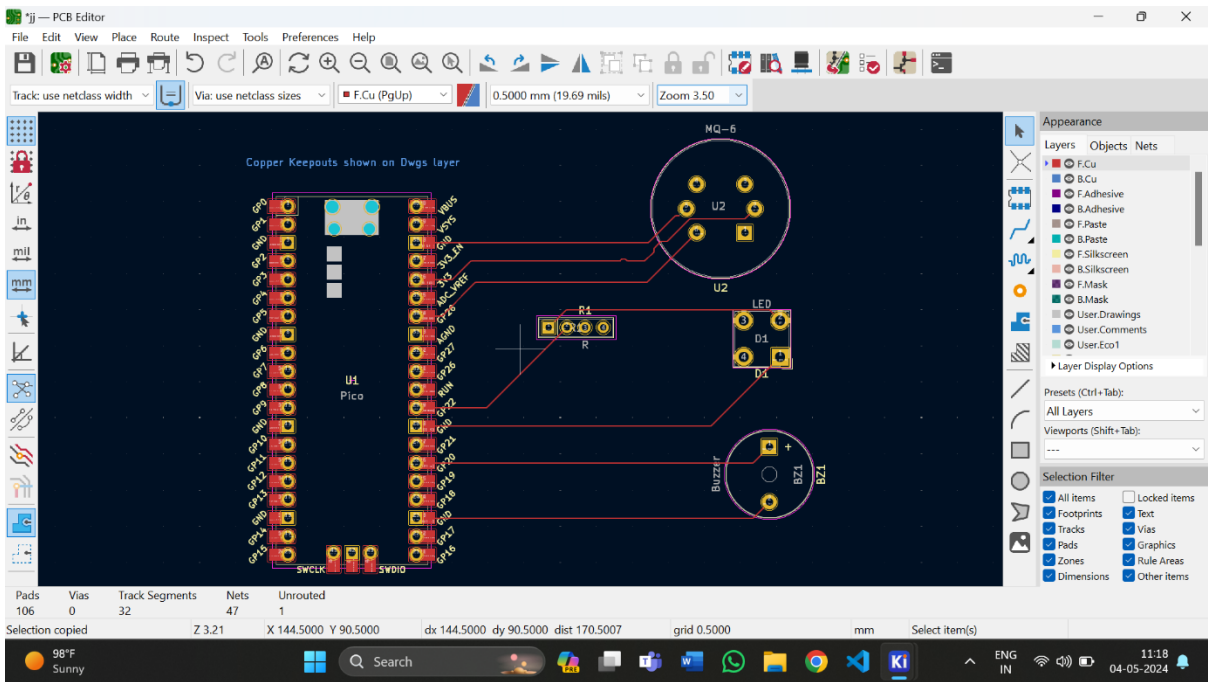 *jj — PCB Editor
File Edit View Place Route Inspect Tools Preferences Help
Track: use netclass width
Via: use netclass sizes
F.Cu (PgUp)
0.5000 mm (19.69 mils)
Zoom 3.50
in
mil
mm
Copper Keepouts shown on Dwgs layer
GP0
GP1
GND
GP2
GP3
GP4
GP5
GND
GP6
GP7
GP8
GP9
GND
GP10
GP11
GP12
GP13
GND
GP14
GP15
VBUS
VSYS
GND
3V3_EN
3V3
ADC_VREF
GP28
AGND
GP27
GP26
RUN
GP22
GND
GP21
GP20
GP19
GP18
GND
GP17
GP16
U1
Pico
SWCLK
SWDIO
MQ-6
U2
U2
R1
R
LED
3
D1
4
D1
Buzzer
+
BZ1
BZ1
Appearance
Layers Objects Nets
F.Cu
B.Cu
F.Adhesive
B.Adhesive
F.Paste
B.Paste
F.Silkscreen
B.Silkscreen
F.Mask
B.Mask
User.Drawings
User.Comments
User.Eco1
Layer Display Options
Presets (Ctrl+Tab):
All Layers
Viewports (Shift+Tab):
---
Selection Filter
All items Locked items
Footprints Text
Tracks Vias
Pads Graphics
Zones Rule Areas
Dimensions Other items
Pads Vias Track Segments Nets Unrouted
106 0 32 47 1
Selection copied Z 3.21 X 144.5000 Y 90.5000 dx 144.5000 dy 90.5000 dist 170.5007 grid 0.5000 mm Select item(s)
98°F
Sunny
Search
PRE
Ki
ENG
IN
11:18
04-05-2024